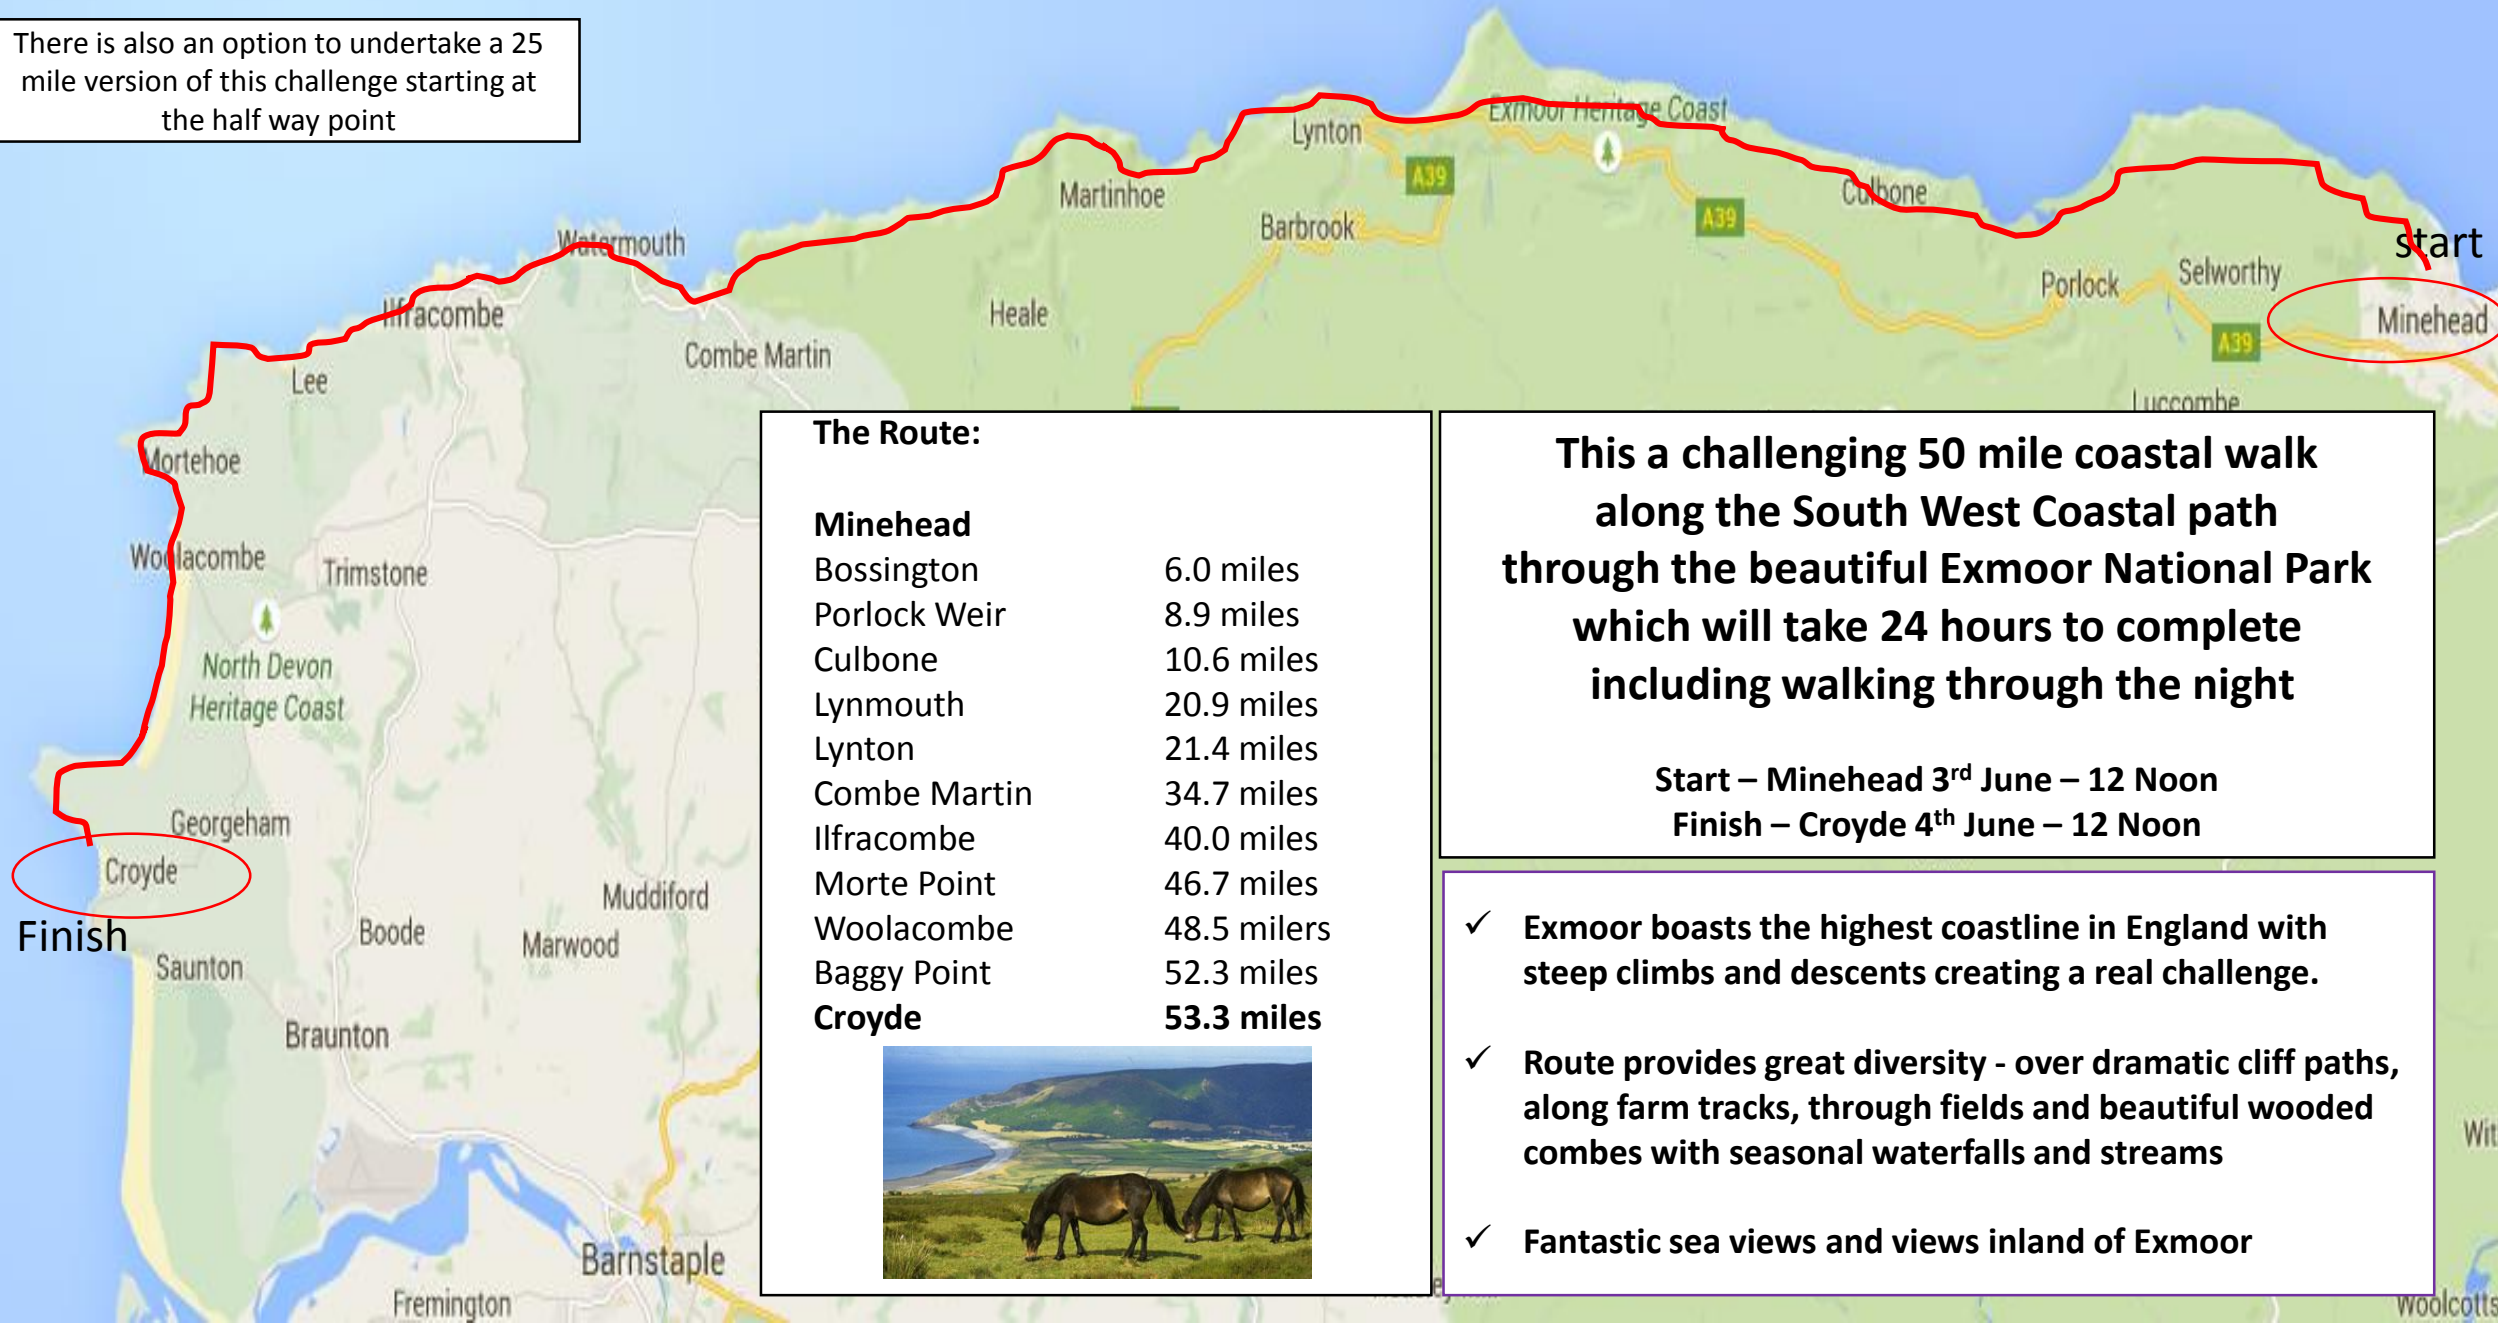 There is also an option to undertake a 25
mile version of this challenge starting at
the half way point
Exmoor Heritage Coast
Lynton
A39
Martinhoe
Culbone
Barbrook
A39
Watermouth
start
Porlock
Selworthy
Heale
Ilfracombe
Minehead
A39
Combe Martin
Lee
Luccombe
Mortehoe
Woolacombe
Trimstone
North Devon
Heritage Coast
Georgeham
Croyde
Finish
Muddiford
Boode
Marwood
Saunton
Braunton
Barnstaple
Fremington
The Route:
Minehead
Bossington 6.0 miles
Porlock Weir 8.9 miles
Culbone 10.6 miles
Lynmouth 20.9 miles
Lynton 21.4 miles
Combe Martin 34.7 miles
Ilfracombe 40.0 miles
Morte Point 46.7 miles
Woolacombe 48.5 milers
Baggy Point 52.3 miles
Croyde 53.3 miles
This a challenging 50 mile coastal walk
along the South West Coastal path
through the beautiful Exmoor National Park
which will take 24 hours to complete
including walking through the night
Start – Minehead 3rd June – 12 Noon
Finish – Croyde 4th June – 12 Noon
✓ Exmoor boasts the highest coastline in England with
steep climbs and descents creating a real challenge.
✓ Route provides great diversity - over dramatic cliff paths,
along farm tracks, through fields and beautiful wooded
combes with seasonal waterfalls and streams
✓ Fantastic sea views and views inland of Exmoor
Wit
Woolcotts